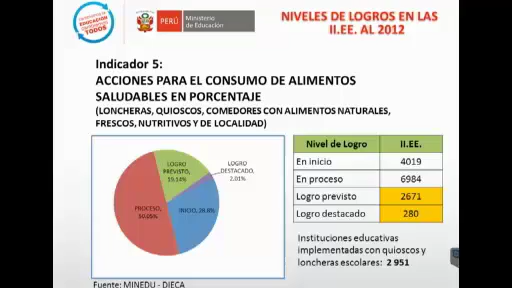 EDUCACIÓN
TODOS
PERÚ
Ministerio
de Educación
NIVELES DE LOGROS EN LAS
II.EE. AL 2012
Indicador 5:
ACCIONES PARA EL CONSUMO DE ALIMENTOS
SALUDABLES EN PORCENTAJE
(LONCHERAS, QUIOSCOS, COMEDORES CON ALIMENTOS NATURALES,
FRESCOS, NUTRITIVOS Y DE LOCALIDAD)
LOGRO
PREVISTO,
19.14%
LOGRO
DESTACADO,
2.01%
PROCESO,
50.05%
INICIO, 28.8%
Nivel de Logro II.EE.
En inicio 4019
En proceso 6984
Logro previsto 2671
Logro destacado 280
Instituciones educativas
implementadas con quioscos y
loncheras escolares: 2 951
Fuente: MINEDU - DIECA